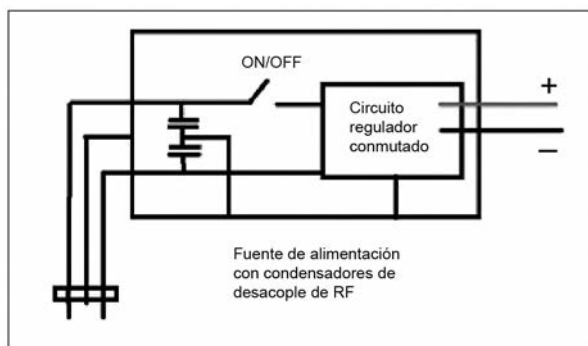 ON/OFF
Circuito
regulador
conmutado
+
—
Fuente de alimentación
con condensadores de
desacople de RF